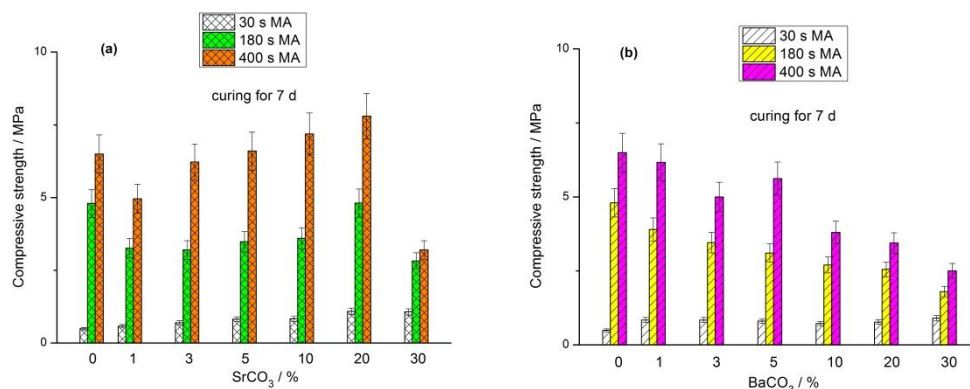 (a)
30 s MA
180 s MA
400 s MA
curing for 7 d
Compressive strength / MPa
10
5
0
0 1 3 5 10 20 30
SrCO₃ / %
(b)
30 s MA
180 s MA
400 s MA
curing for 7 d
Compressive strength / MPa
10
5
0
0 1 3 5 10 20 30
BaCO₃ / %